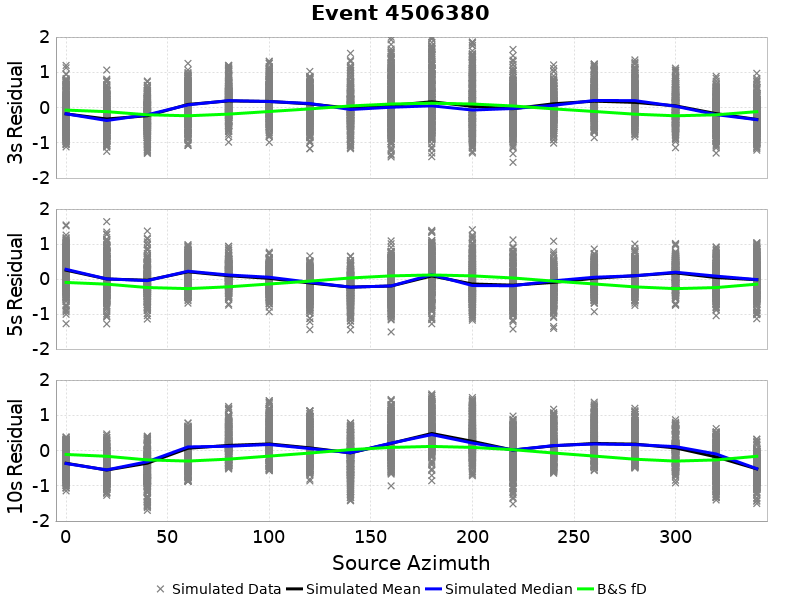 Event 4506380
3s Residual
2
1
0
-1
-2
5s Residual
2
1
0
-1
-2
10s Residual
2
1
0
-1
-2
0 50 100 150 200 250 300
Source Azimuth
Simulated Data Simulated Mean Simulated Median B&S fD